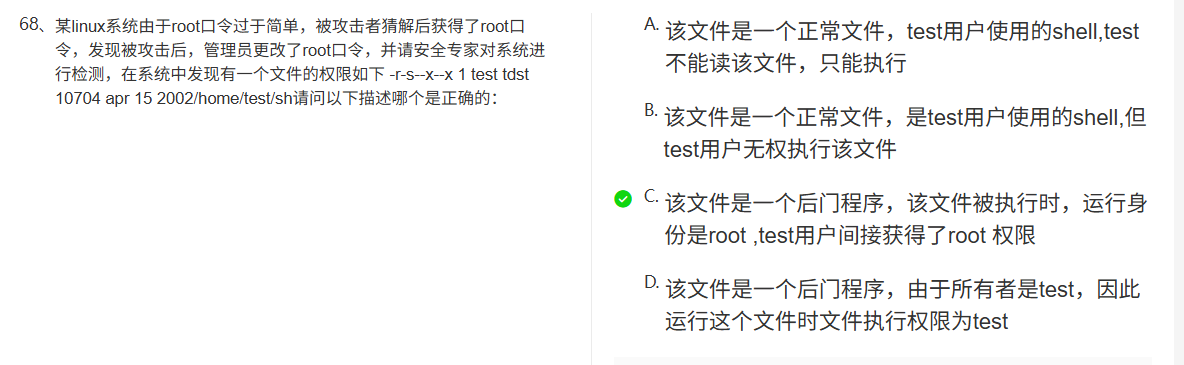 68、某linux系统由于root口令过于简单，被攻击者猜解后获得了root口
令，发现被攻击后，管理员更改了root口令，并请安全专家对系统进
行检测，在系统中发现有一个文件的权限如下 -r-s--x--x 1 test tdst
10704 apr 15 2002/home/test/sh请问以下描述哪个是正确的：
A. 该文件是一个正常文件，test用户使用的shell,test
不能读该文件，只能执行
B. 该文件是一个正常文件，是test用户使用的shell,但
test用户无权执行该文件
C. 该文件是一个后门程序，该文件被执行时，运行身
份是root ,test用户间接获得了root 权限
D. 该文件是一个后门程序，由于所有者是test，因此
运行这个文件时文件执行权限为test